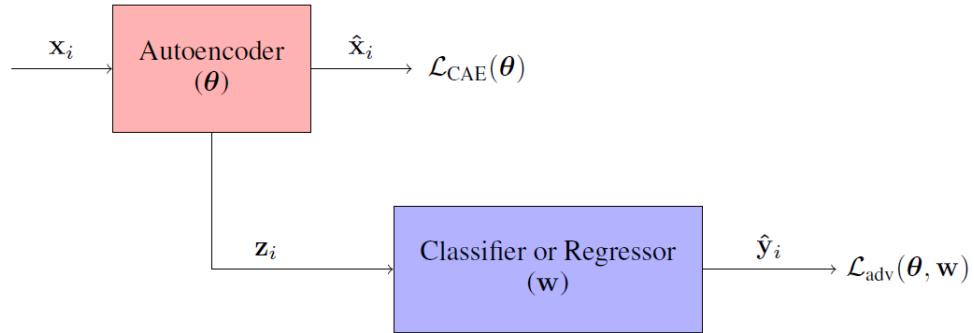 x_i
Autoencoder
(θ)
x̂_i
ℒ_CAE(θ)
z_i
Classifier or Regressor
(w)
ŷ_i
ℒ_adv(θ, w)